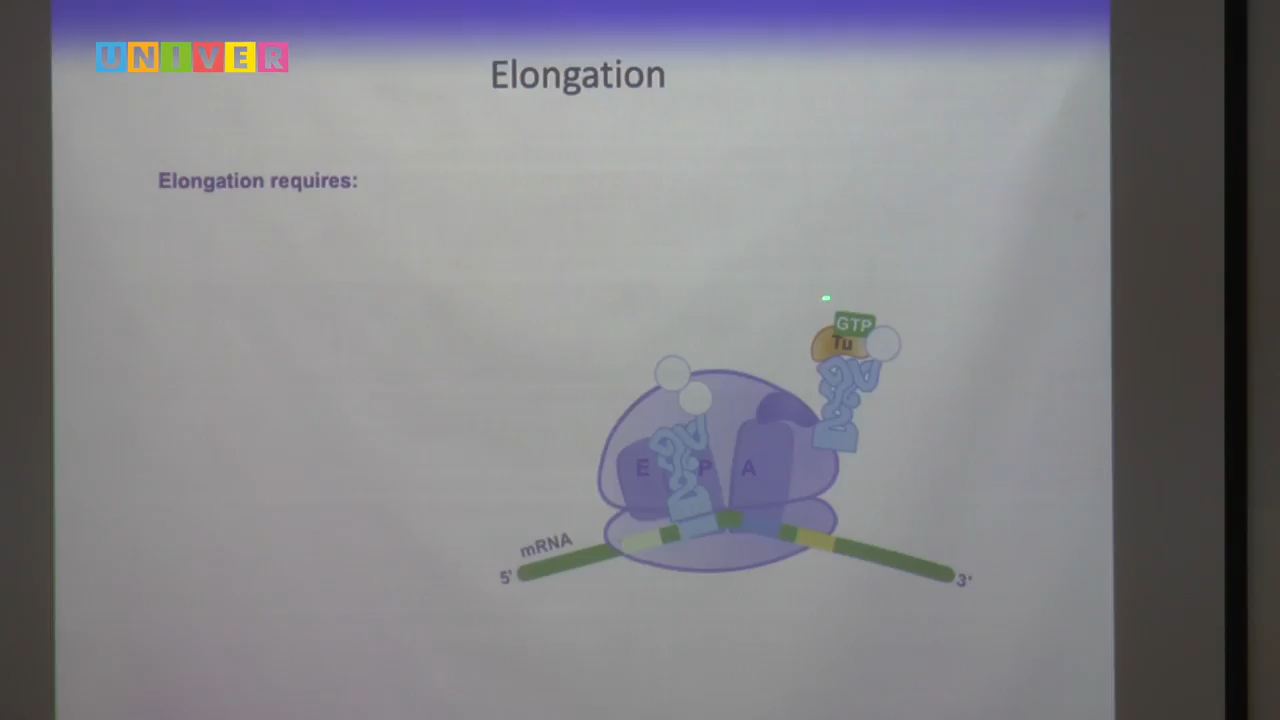 UNIVER
Elongation
Elongation requires:
GTP
Tu
E P A
mRNA
5' 3'